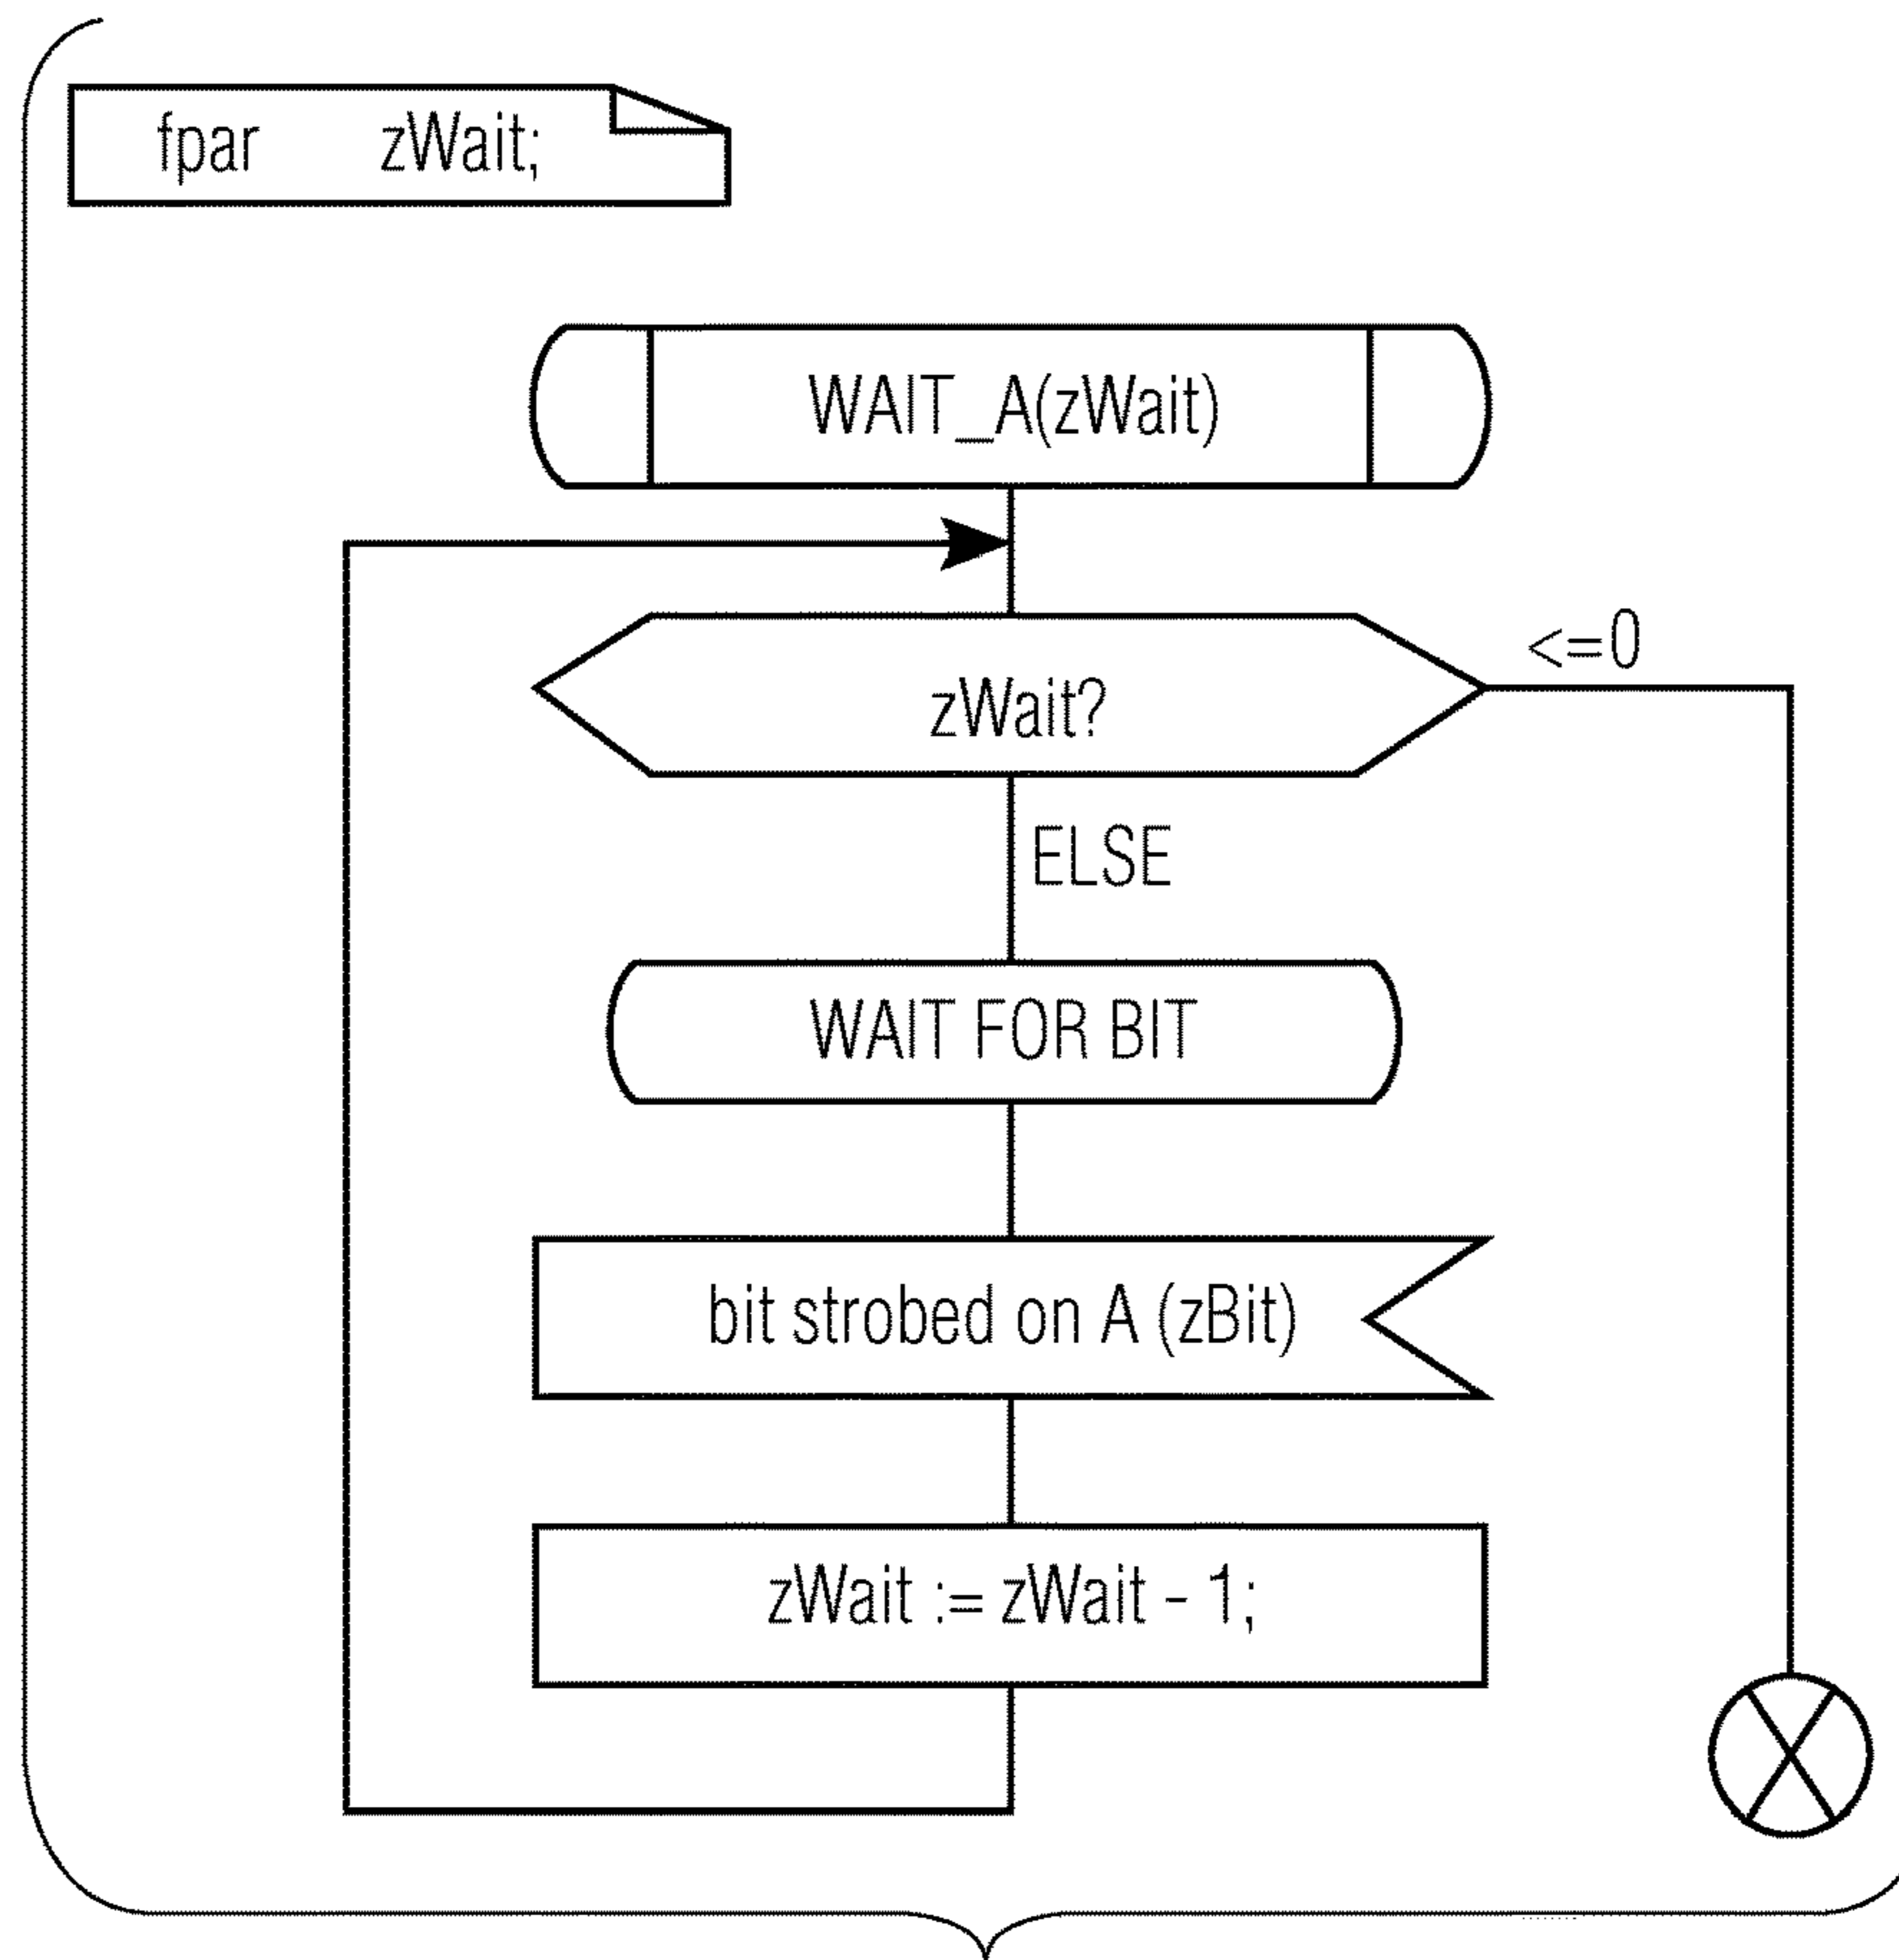 fpar zWait;
WAIT_A(zWait)
<=0
zWait?
ELSE
WAIT FOR BIT
bit strobed on A (zBit)
zWait := zWait - 1;